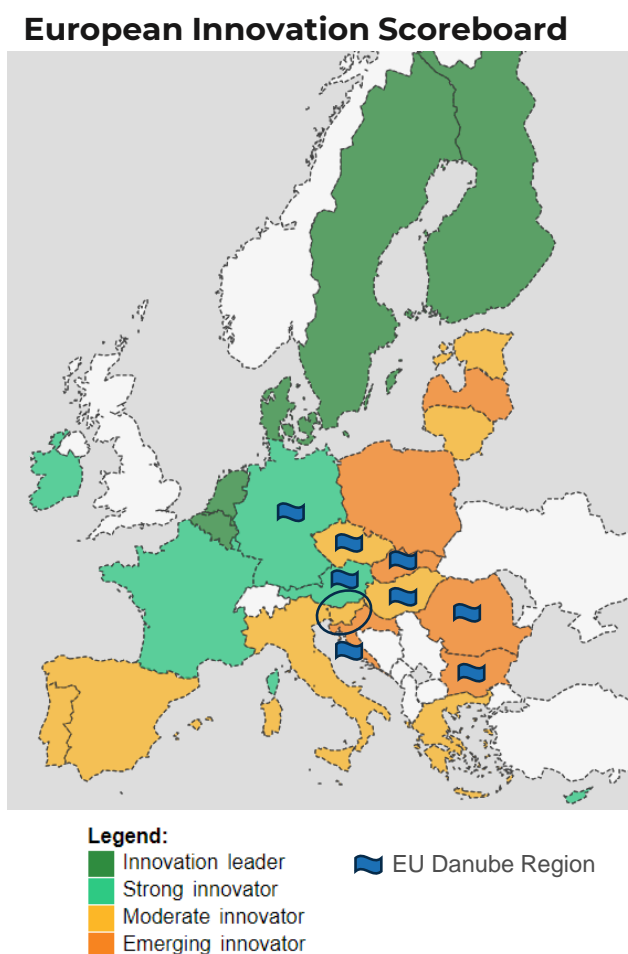 European Innovation Scoreboard
Legend:
Innovation leader
Strong innovator
Moderate innovator
Emerging innovator
EU Danube Region